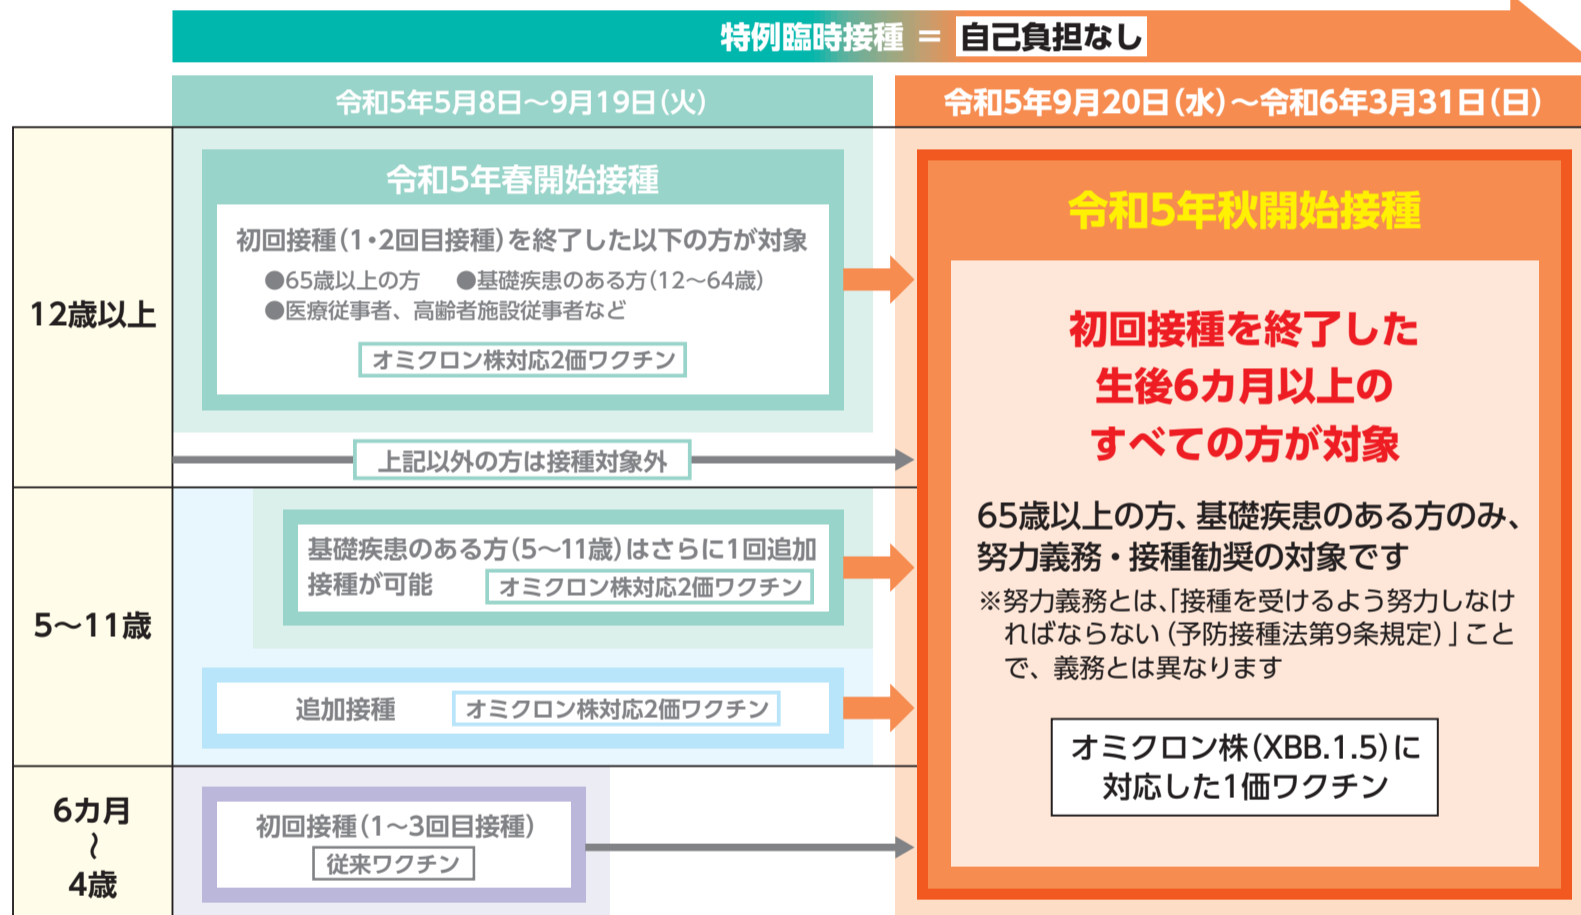 特例臨時接種 = 自己負担なし
令和5年5月8日～9月19日(火)
令和5年9月20日(水)～令和6年3月31日(日)
12歳以上
令和5年春開始接種
初回接種(1・2回目接種)を終了した以下の方が対象
●65歳以上の方 ●基礎疾患のある方(12～64歳)
●医療従事者、高齢者施設従事者など
オミクロン株対応2価ワクチン
上記以外の方は接種対象外
5～11歳
基礎疾患のある方(5～11歳)はさらに1回追加
接種が可能 オミクロン株対応2価ワクチン
追加接種 オミクロン株対応2価ワクチン
6カ月
～
4歳
初回接種(1～3回目接種)
従来ワクチン
令和5年秋開始接種
初回接種を終了した
生後6カ月以上の
すべての方が対象
65歳以上の方、基礎疾患のある方のみ、
努力義務・接種勧奨の対象です
※努力義務とは、「接種を受けるよう努力しなけ
ればならない(予防接種法第9条規定)」こと
で、義務とは異なります
オミクロン株(XBB.1.5)に
対応した1価ワクチン